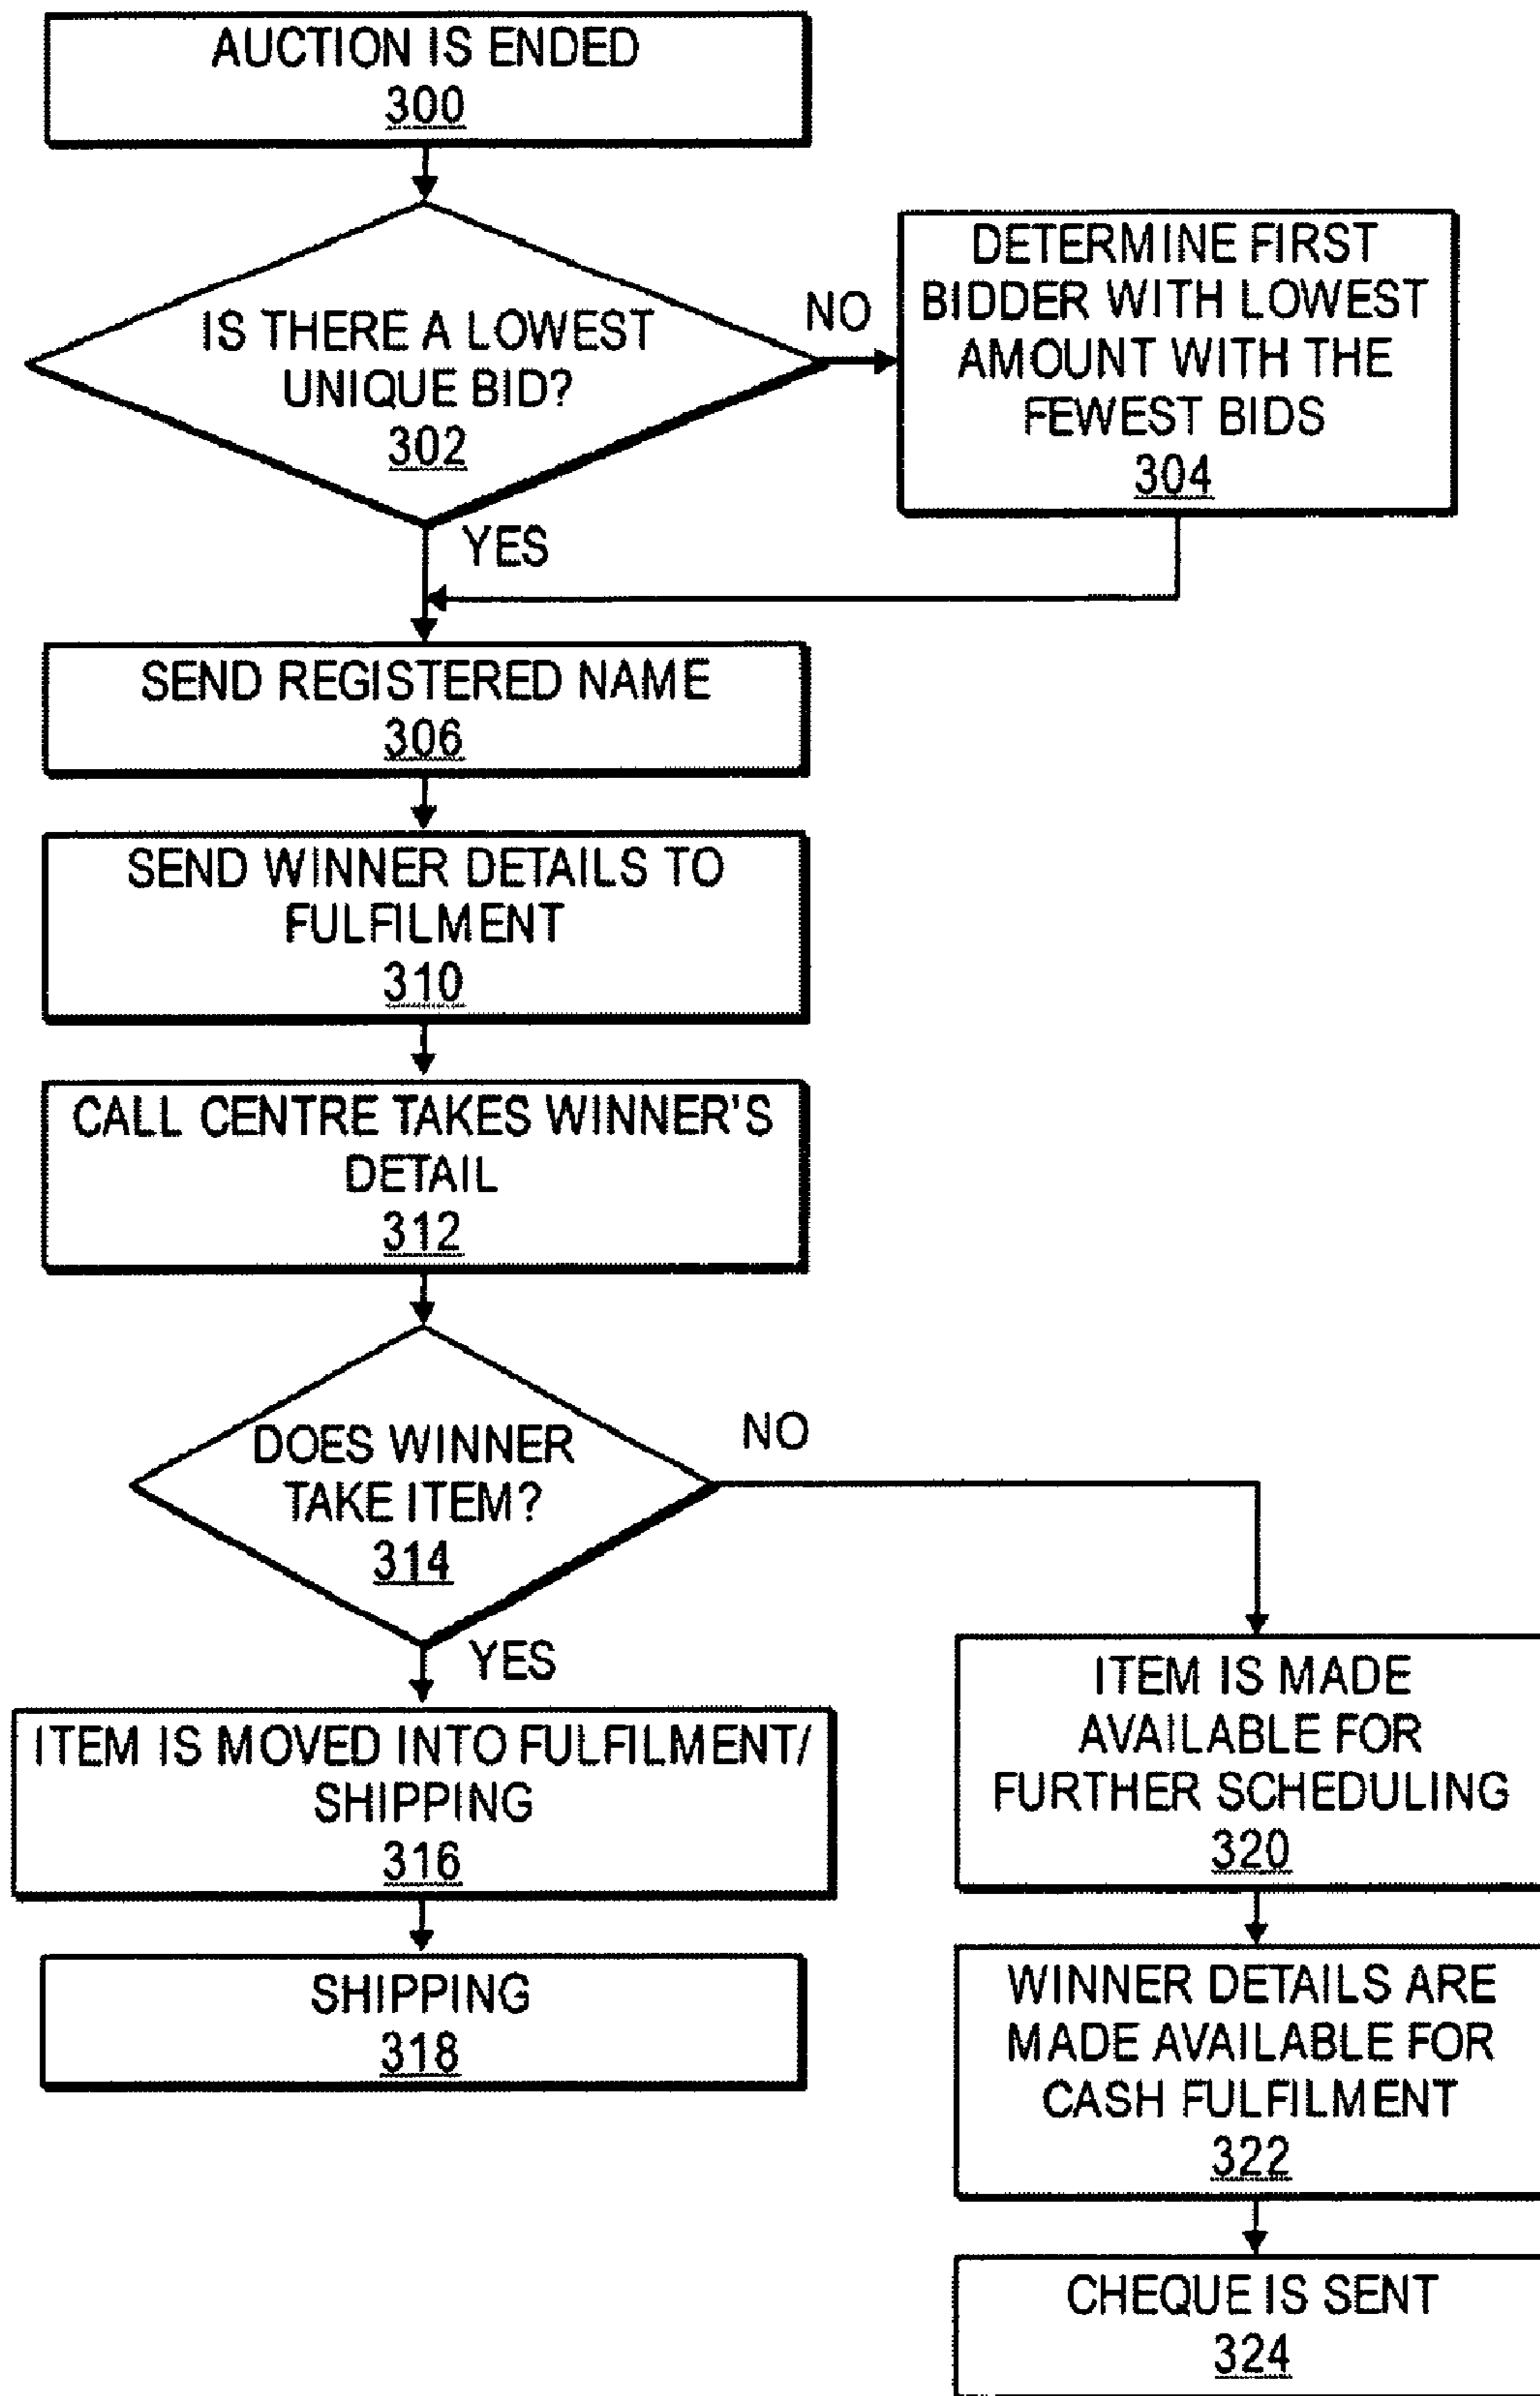 AUCTION IS ENDED
300
IS THERE A LOWEST
UNIQUE BID?
302
NO
DETERMINE FIRST
BIDDER WITH LOWEST
AMOUNT WITH THE
FEWEST BIDS
304
YES
SEND REGISTERED NAME
306
SEND WINNER DETAILS TO
FULFILMENT
310
CALL CENTRE TAKES WINNER'S
DETAIL
312
DOES WINNER
TAKE ITEM?
314
NO
YES
ITEM IS MOVED INTO FULFILMENT/
SHIPPING
316
SHIPPING
318
ITEM IS MADE
AVAILABLE FOR
FURTHER SCHEDULING
320
WINNER DETAILS ARE
MADE AVAILABLE FOR
CASH FULFILMENT
322
CHEQUE IS SENT
324